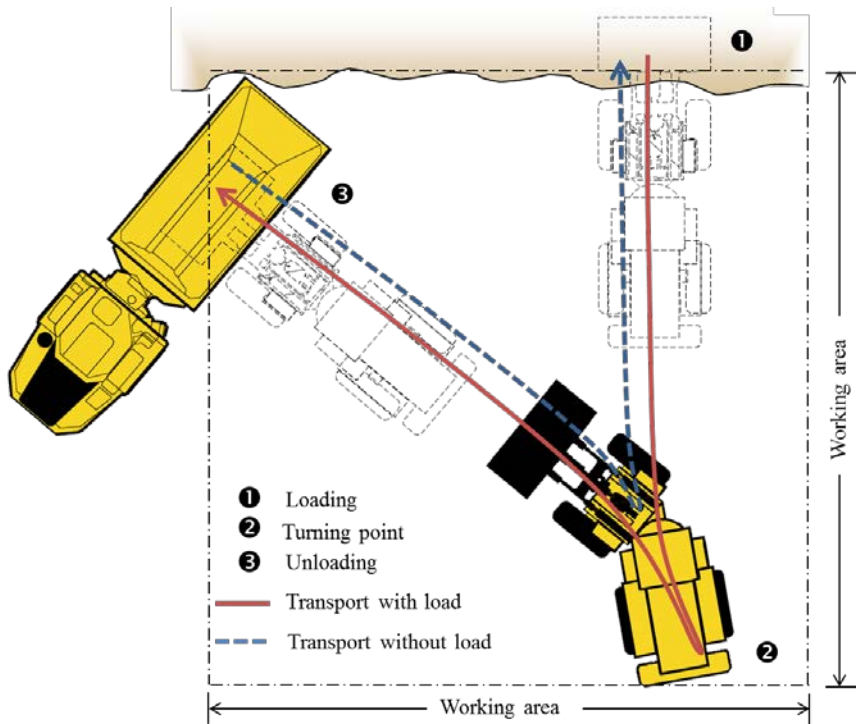 ❶
❸
❶ Loading
❷ Turning point
❸ Unloading
Transport with load
Transport without load
❷
Working area
Working area